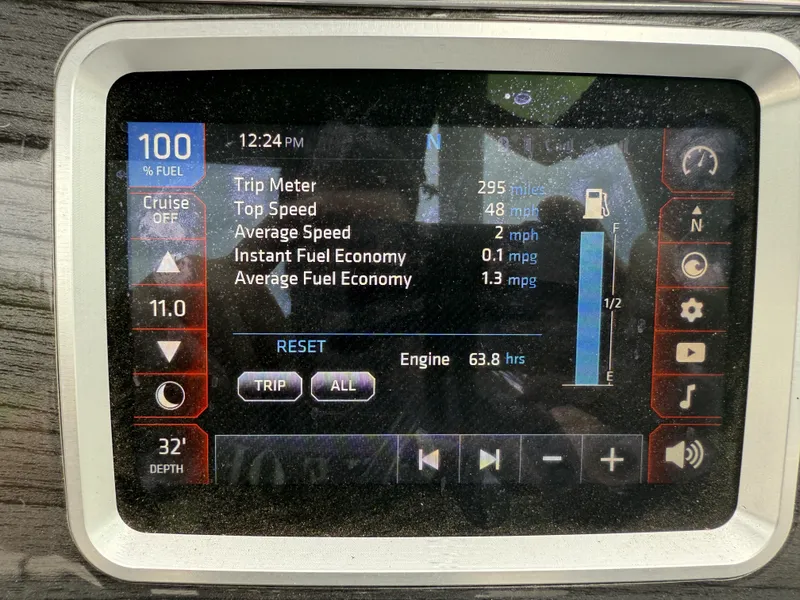 100
% FUEL
12:24 PM
N
Cruise
OFF
11.0
32'
DEPTH
Trip Meter 295 miles
Top Speed 48 mph
Average Speed 2 mph
Instant Fuel Economy 0.1 mpg
Average Fuel Economy 1.3 mpg
RESET
TRIP
ALL
Engine 63.8 hrs
F
1/2
E
N